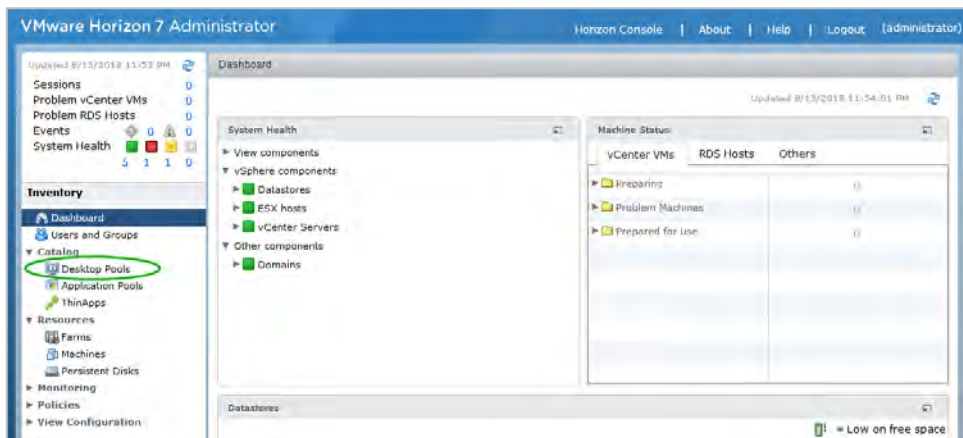 VMware Horizon 7 Administrator
Horizon Console | About | Help | Logout (administrator)
Updated 8/13/2018 11:53 PM
Sessions 0
Problem vCenter VMs 0
Problem RDS Hosts 0
Events 0 0
System Health
5 1 1 0
Inventory
Dashboard
Users and Groups
Catalog
Desktop Pools
Application Pools
ThinApps
Resources
Farms
Machines
Persistent Disks
Monitoring
Policies
View Configuration
Dashboard
Updated 8/13/2018 11:54:01 PM
System Health
View components
vSphere components
Datastores
ESX hosts
vCenter Servers
Other components
Domains
Machine Status
vCenter VMs RDS Hosts Others
Preparing 0
Problem Machines 0
Prepared for use 0
Datastores
= Low on free space